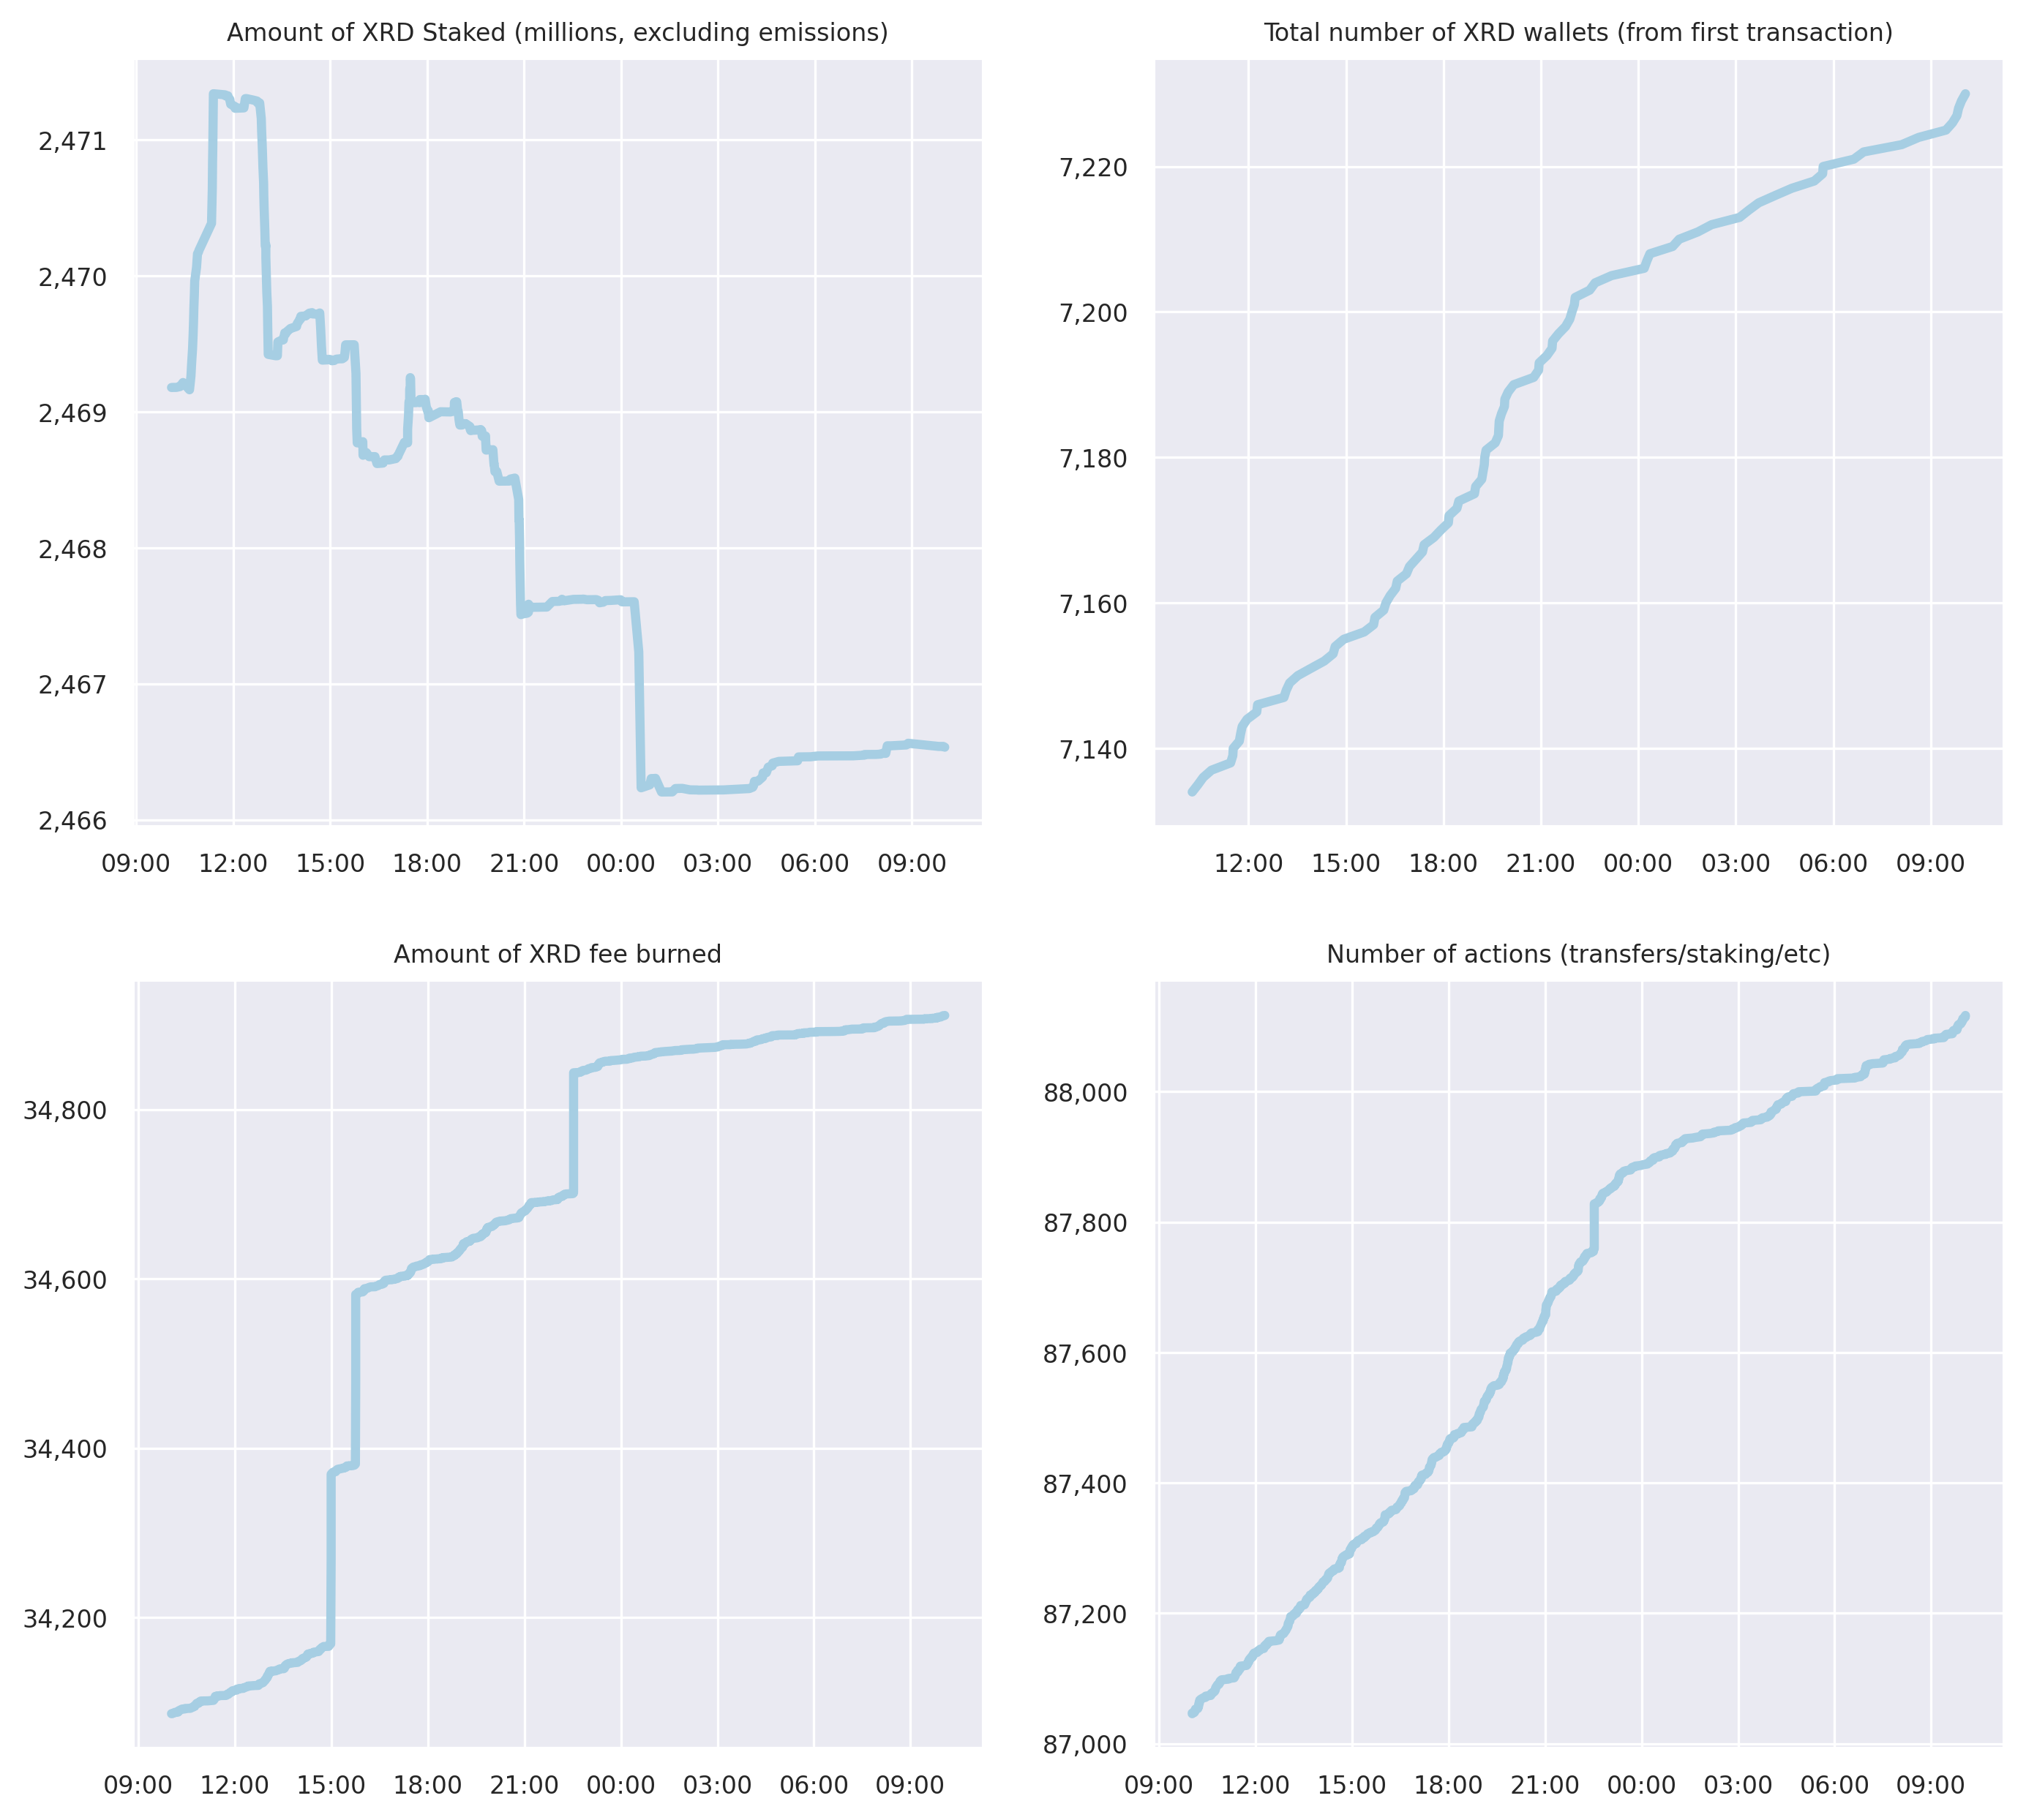 Amount of XRD Staked (millions, excluding emissions)
2,471
2,470
2,469
2,468
2,467
2,466
09:00 12:00 15:00 18:00 21:00 00:00 03:00 06:00 09:00
Total number of XRD wallets (from first transaction)
7,220
7,200
7,180
7,160
7,140
12:00 15:00 18:00 21:00 00:00 03:00 06:00 09:00
Amount of XRD fee burned
34,800
34,600
34,400
34,200
09:00 12:00 15:00 18:00 21:00 00:00 03:00 06:00 09:00
Number of actions (transfers/staking/etc)
88,000
87,800
87,600
87,400
87,200
87,000
09:00 12:00 15:00 18:00 21:00 00:00 03:00 06:00 09:00